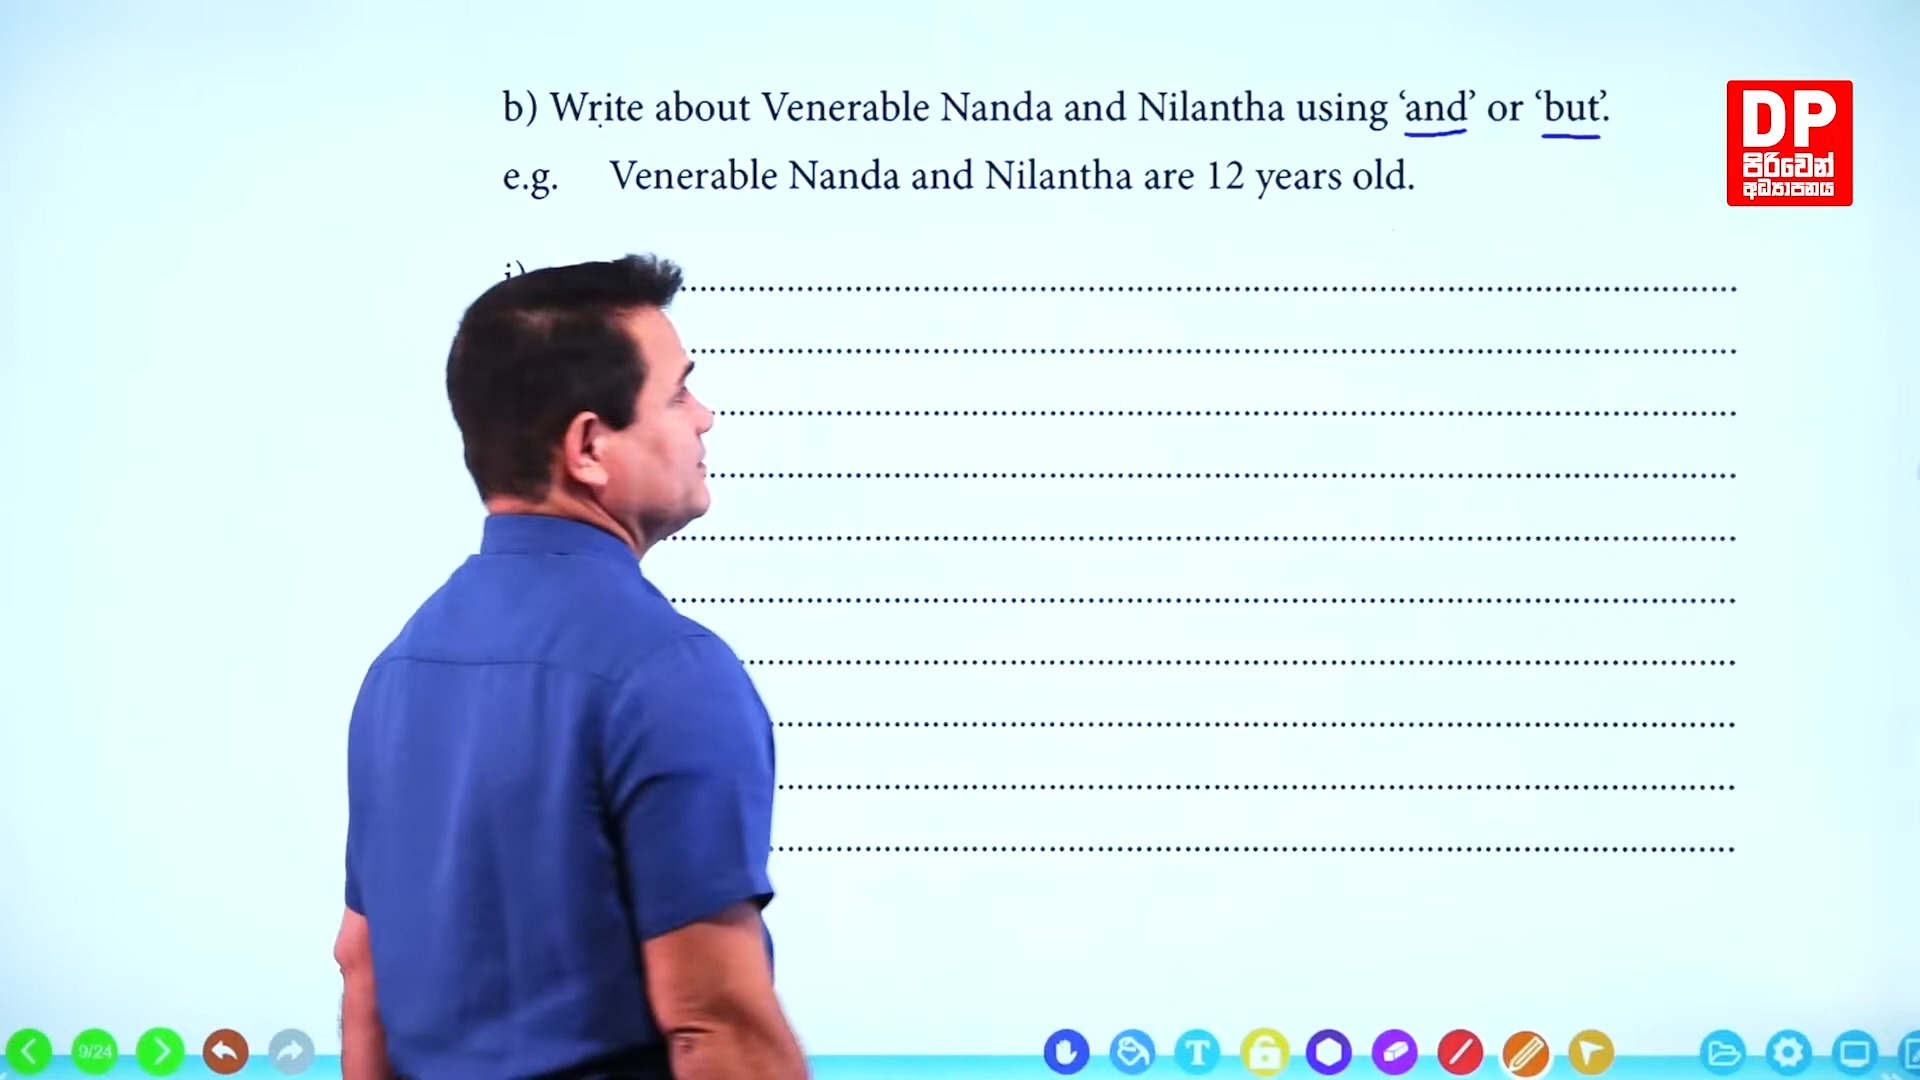 b) Write about Venerable Nanda and Nilantha using ‘and’ or ‘but’.
e.g. Venerable Nanda and Nilantha are 12 years old.
i)
DP
පිරිවෙන්
අධ්‍යාපනය
9/24
T